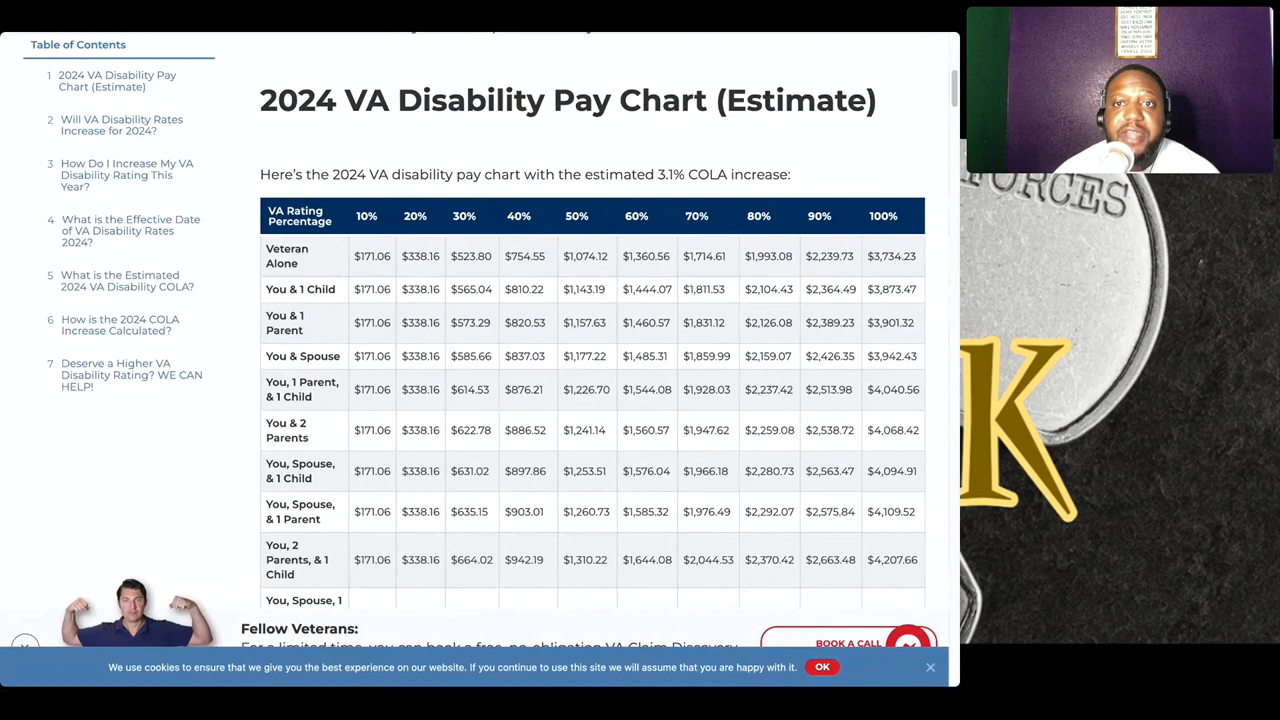 Table of Contents
1 2024 VA Disability Pay
Chart (Estimate)
2 Will VA Disability Rates
Increase for 2024?
3 How Do I Increase My VA
Disability Rating This
Year?
4 What is the Effective Date
of VA Disability Rates
2024?
5 What is the Estimated
2024 VA Disability COLA?
6 How is the 2024 COLA
Increase Calculated?
7 Deserve a Higher VA
Disability Rating? WE CAN
HELP!
2024 VA Disability Pay Chart (Estimate)
Here's the 2024 VA disability pay chart with the estimated 3.1% COLA increase:
VA Rating
Percentage 10% 20% 30% 40% 50% 60% 70% 80% 90% 100%
Veteran
Alone $171.06 $338.16 $523.80 $754.55 $1,074.12 $1,360.56 $1,714.61 $1,993.08 $2,239.73 $3,734.23
You & 1 Child $171.06 $338.16 $565.04 $810.22 $1,143.19 $1,444.07 $1,811.53 $2,104.43 $2,364.49 $3,873.47
You & 1
Parent $171.06 $338.16 $573.29 $820.53 $1,157.63 $1,460.57 $1,831.12 $2,126.08 $2,389.23 $3,901.32
You & Spouse $171.06 $338.16 $585.66 $837.03 $1,177.22 $1,485.31 $1,859.99 $2,159.07 $2,426.35 $3,942.43
You, 1 Parent,
& 1 Child $171.06 $338.16 $614.53 $876.21 $1,226.70 $1,544.08 $1,928.03 $2,237.42 $2,513.98 $4,040.56
You & 2
Parents $171.06 $338.16 $622.78 $886.52 $1,241.14 $1,560.57 $1,947.62 $2,259.08 $2,538.72 $4,068.42
You, Spouse,
& 1 Child $171.06 $338.16 $631.02 $897.86 $1,253.51 $1,576.04 $1,966.18 $2,280.73 $2,563.47 $4,094.91
You, Spouse,
& 1 Parent $171.06 $338.16 $635.15 $903.01 $1,260.73 $1,585.32 $1,976.49 $2,292.07 $2,575.84 $4,109.52
You, 2
Parents, & 1
Child $171.06 $338.16 $664.02 $942.19 $1,310.22 $1,644.08 $2,044.53 $2,370.42 $2,663.48 $4,207.66
You, Spouse, 1
Fellow Veterans:
For a limited time, you can book a free, no-obligation VA Claim Discovery
BOOK A CALL
We use cookies to ensure that we give you the best experience on our website. If you continue to use this site we will assume that you are happy with it. OK
FORCES
K